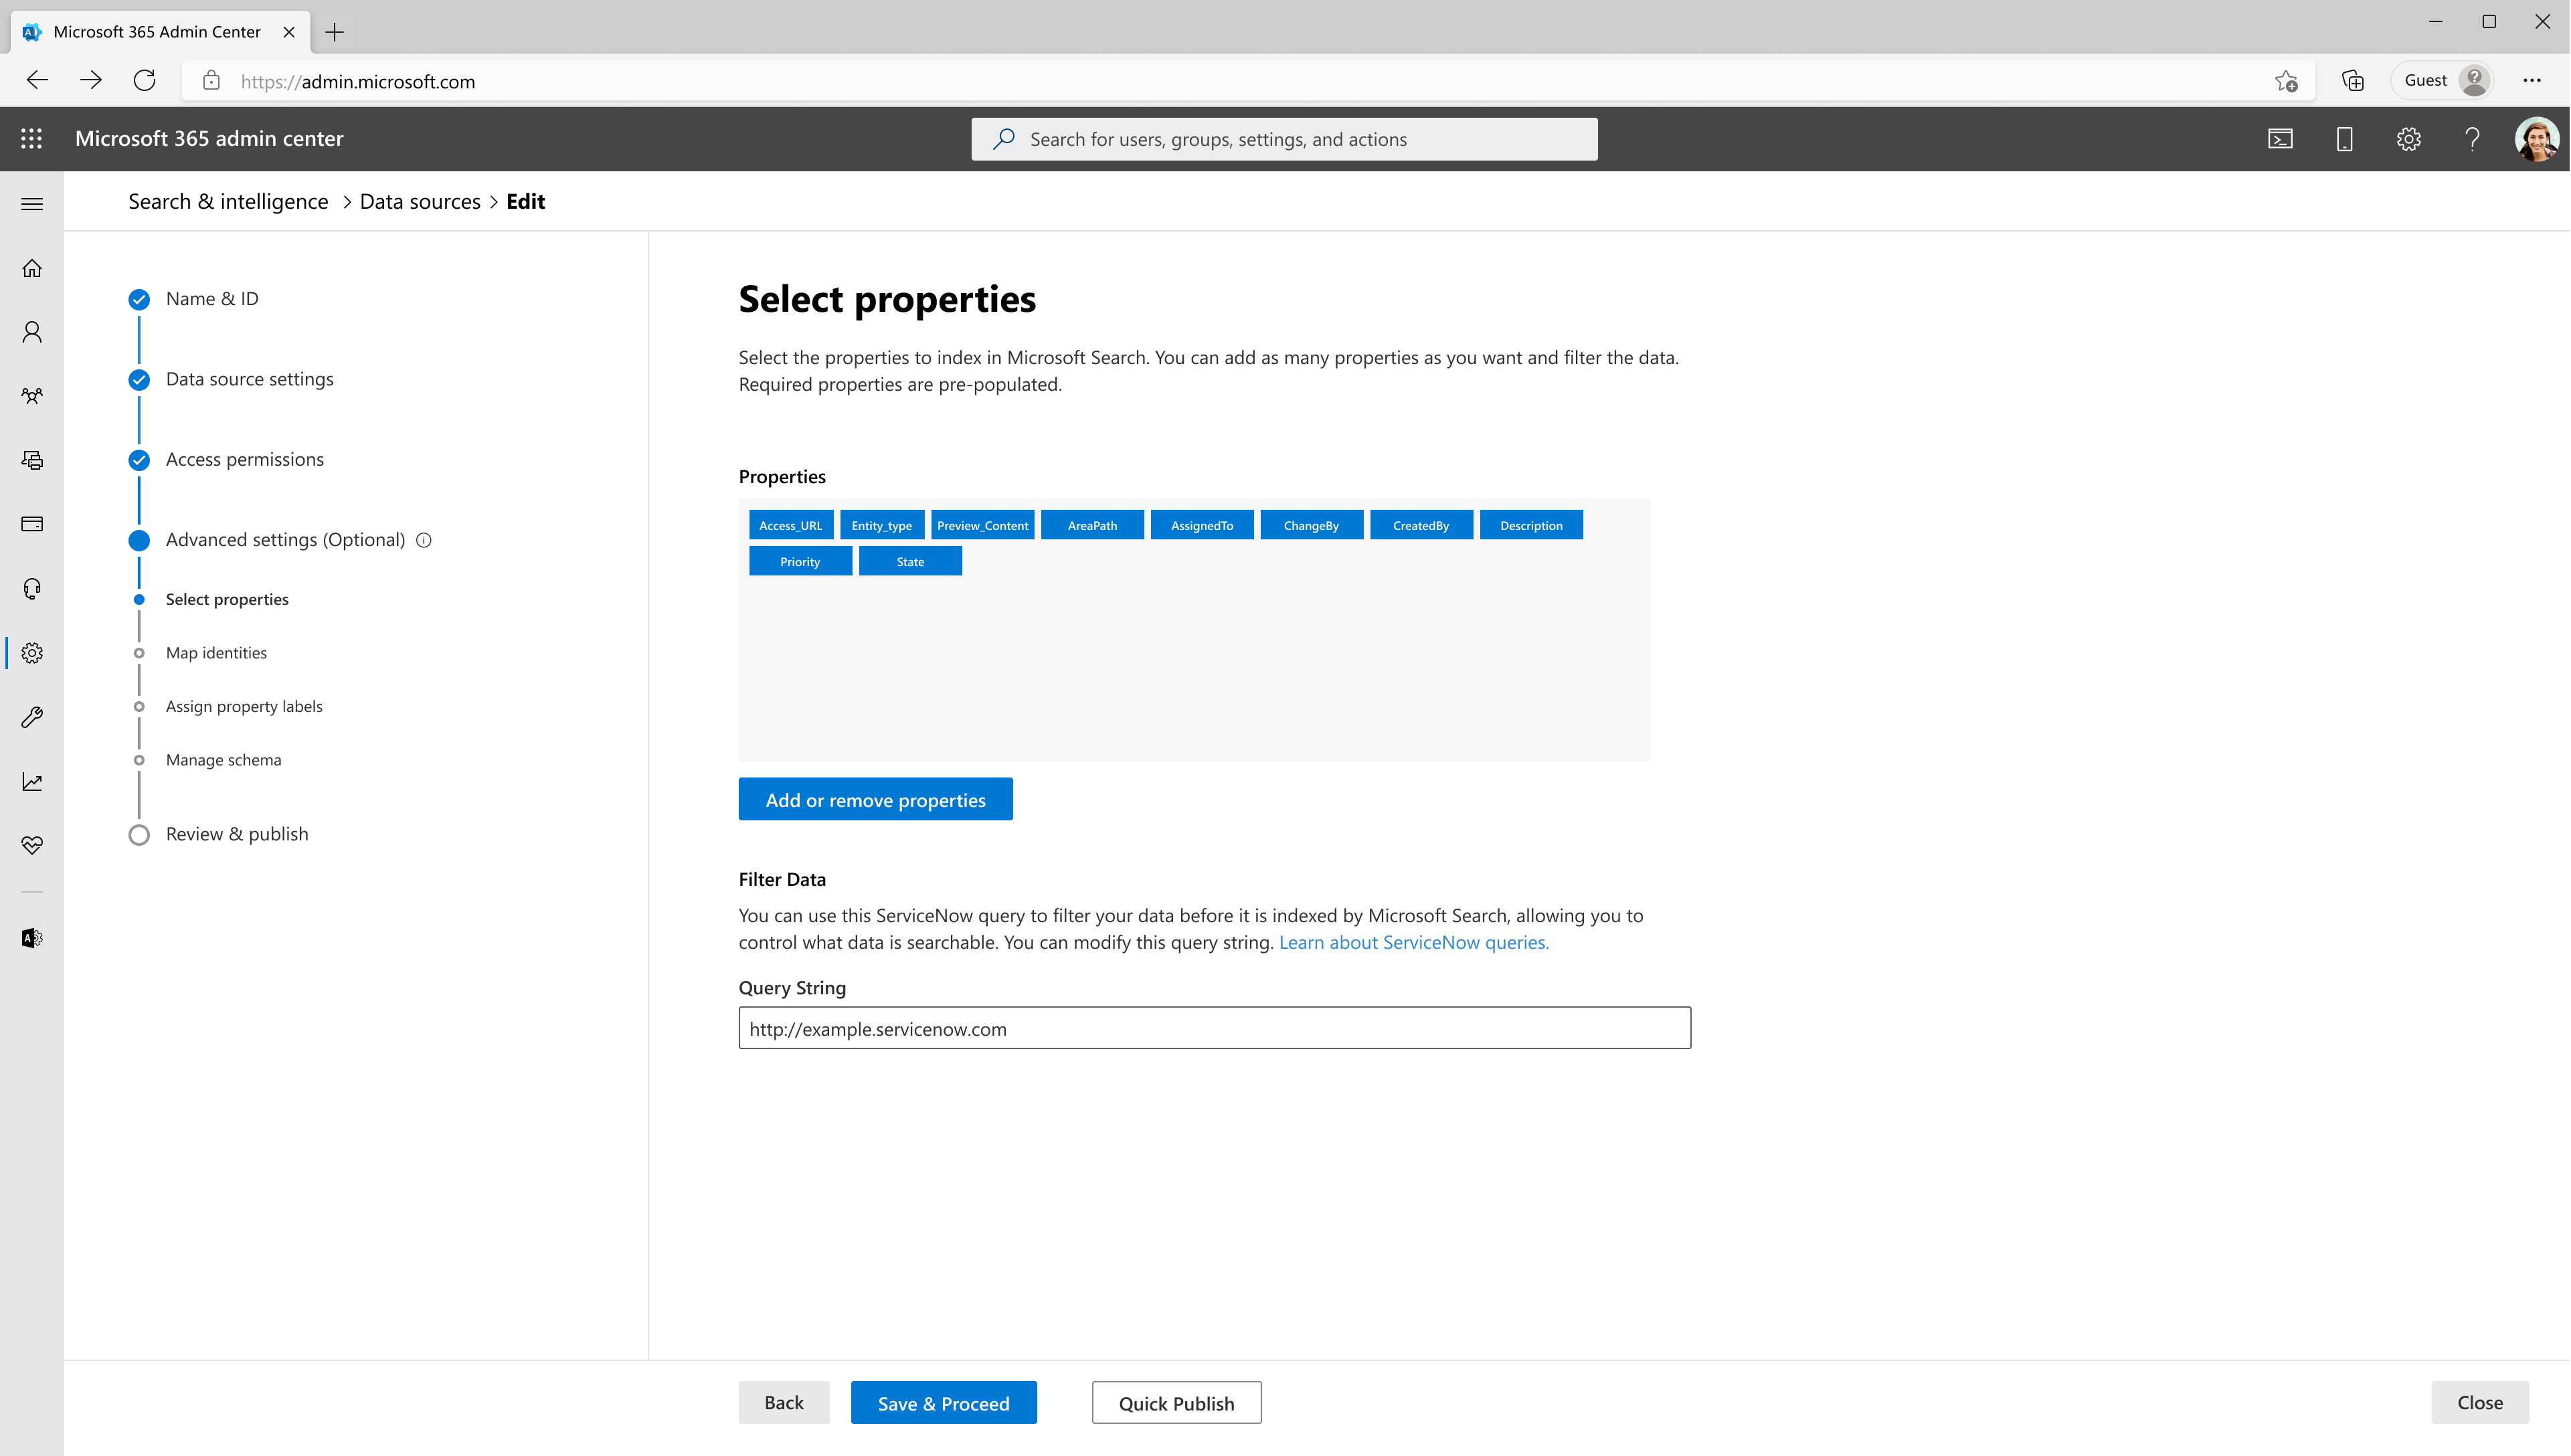 Microsoft 365 Admin Center
https://admin.microsoft.com
Guest
Microsoft 365 admin center
Search for users, groups, settings, and actions
Search & intelligence > Data sources > Edit
Name & ID
Data source settings
Access permissions
Advanced settings (Optional)
Select properties
Map identities
Assign property labels
Manage schema
Review & publish
Select properties
Select the properties to index in Microsoft Search. You can add as many properties as you want and filter the data.
Required properties are pre-populated.
Properties
Access_URL Entity_type Preview_Content AreaPath AssignedTo ChangeBy CreatedBy Description
Priority State
Add or remove properties
Filter Data
You can use this ServiceNow query to filter your data before it is indexed by Microsoft Search, allowing you to
control what data is searchable. You can modify this query string. Learn about ServiceNow queries.
Query String
http://example.servicenow.com
Back Save & Proceed Quick Publish Close